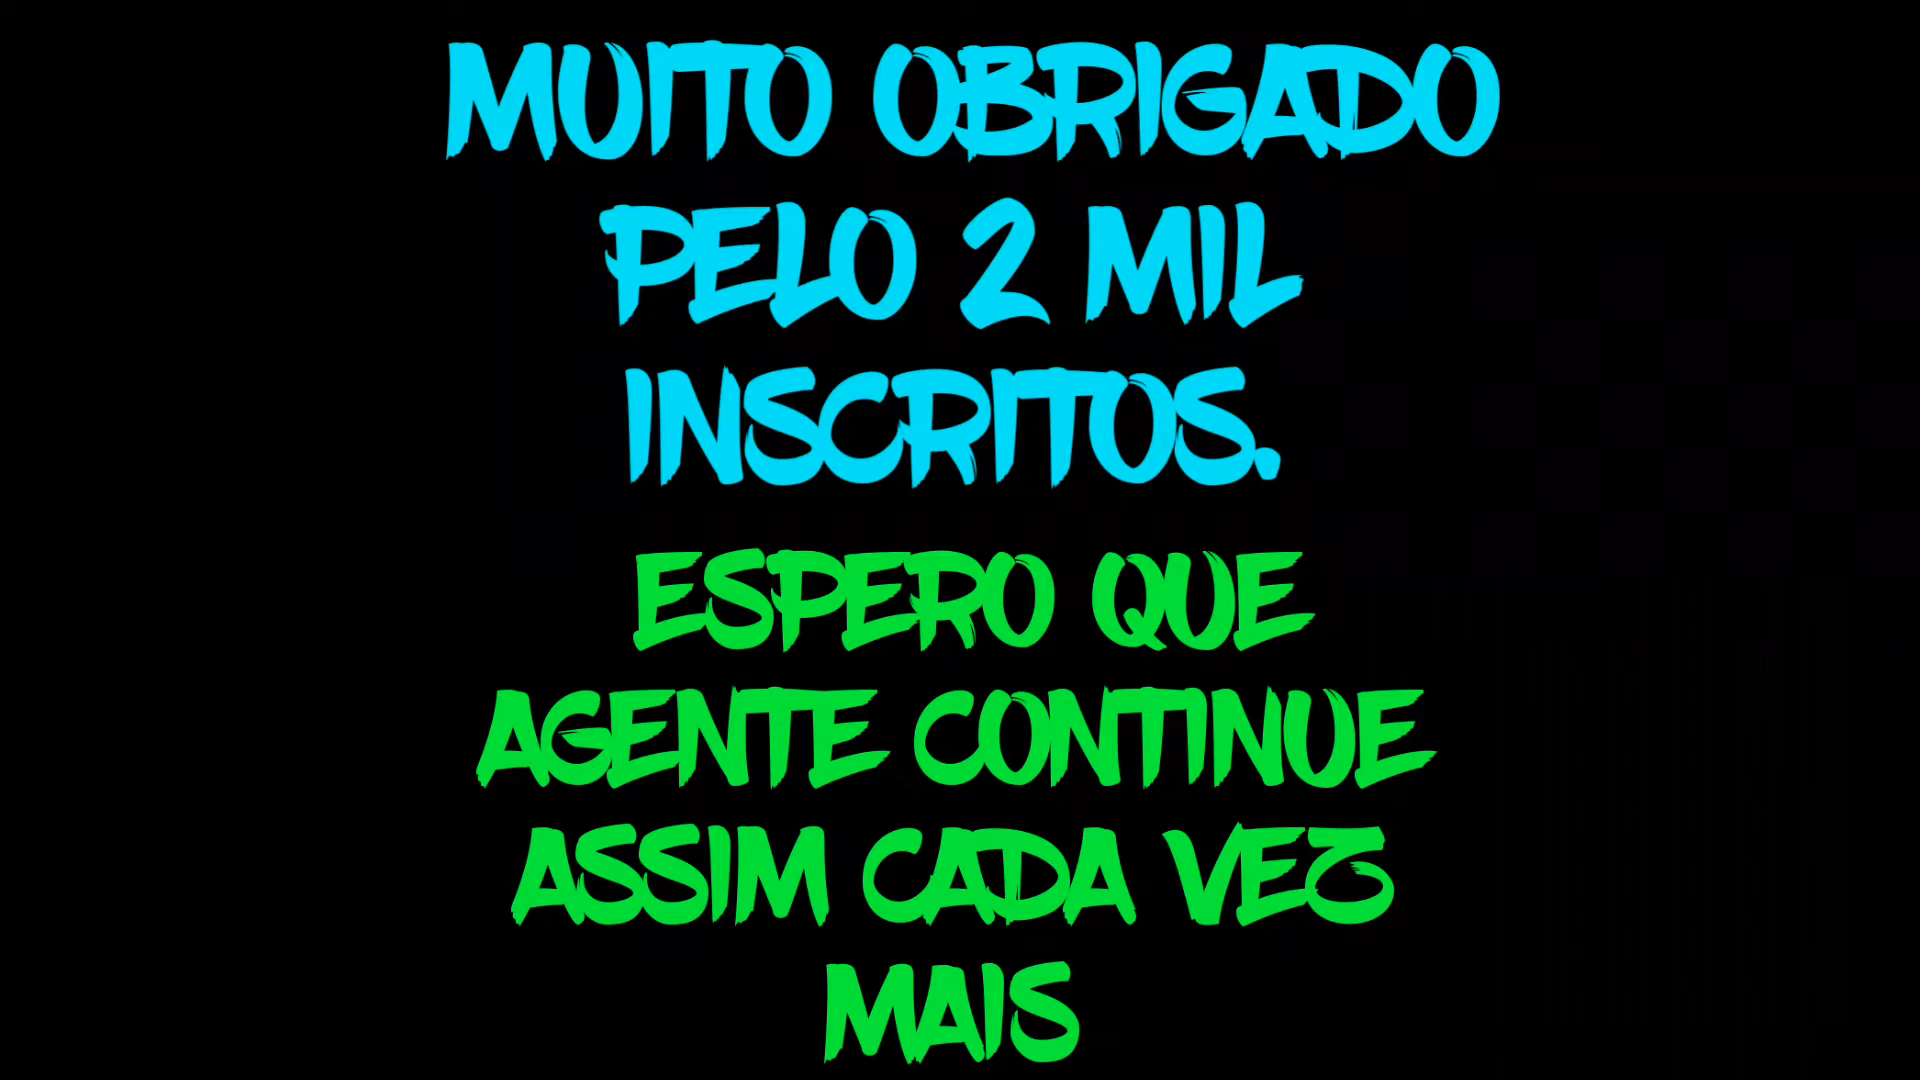 MUITO OBRIGADO
PELO 2 MIL
INSCRITOS.
ESPERO QUE
AGENTE CONTINUE
ASSIM CADA VEZ
MAIS